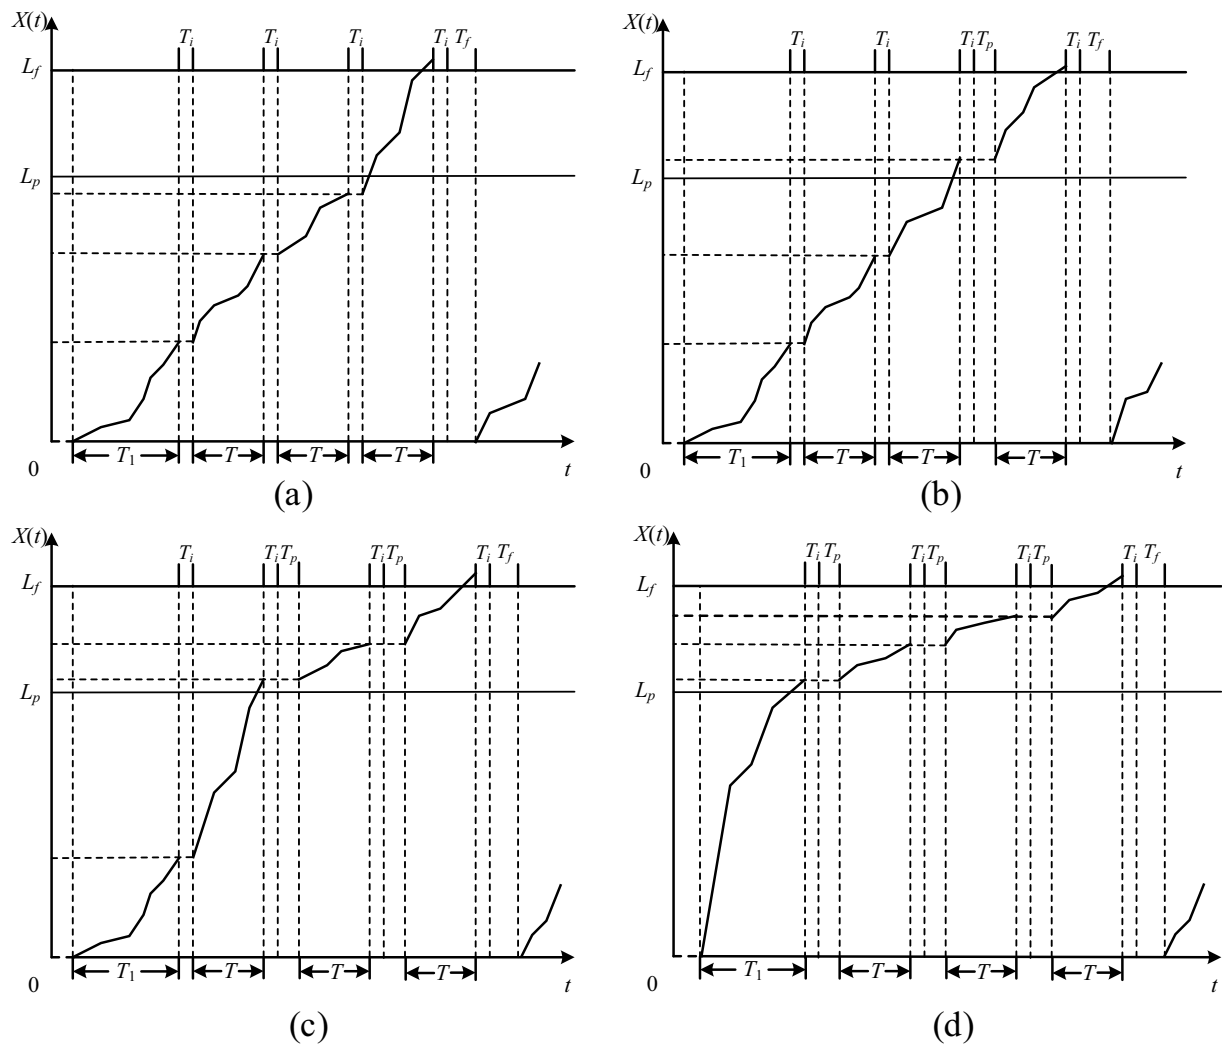 X(t) T_i T_i T_i T_i T_f
L_f
L_p
T_1 T T T
0 t
(a)
X(t) T_i T_i T_i T_p T_i T_f
L_f
L_p
T_1 T T T
0 t
(b)
X(t) T_i T_i T_p T_i T_p T_i T_f
L_f
L_p
T_1 T T T
0 t
(c)
X(t) T_i T_p T_i T_p T_i T_p T_i T_f
L_f
L_p
T_1 T T T
0 t
(d)